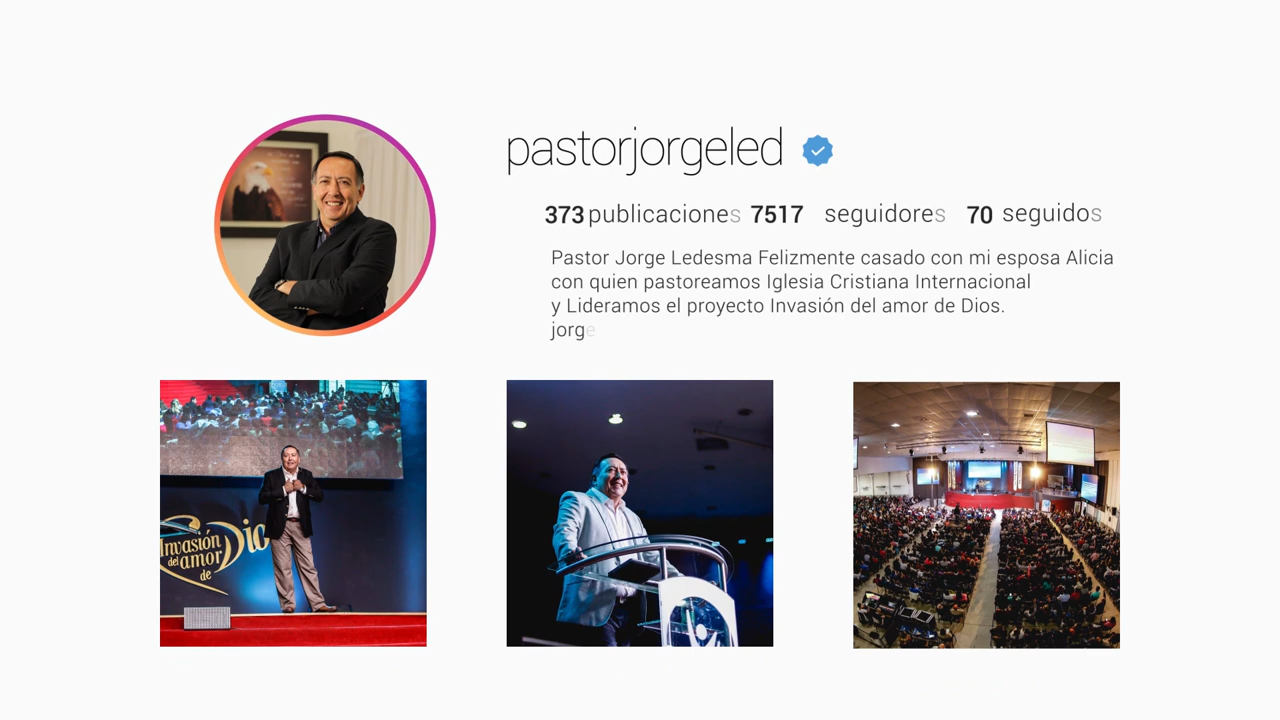 pastorjorgeled
373 publicaciones 7517 seguidores 70 seguidos
Pastor Jorge Ledesma Felizmente casado con mi esposa Alicia
con quien pastoreamos Iglesia Cristiana Internacional
y Lideramos el proyecto Invasión del amor de Dios.
jorge
Invasión
del amor
de
Dio